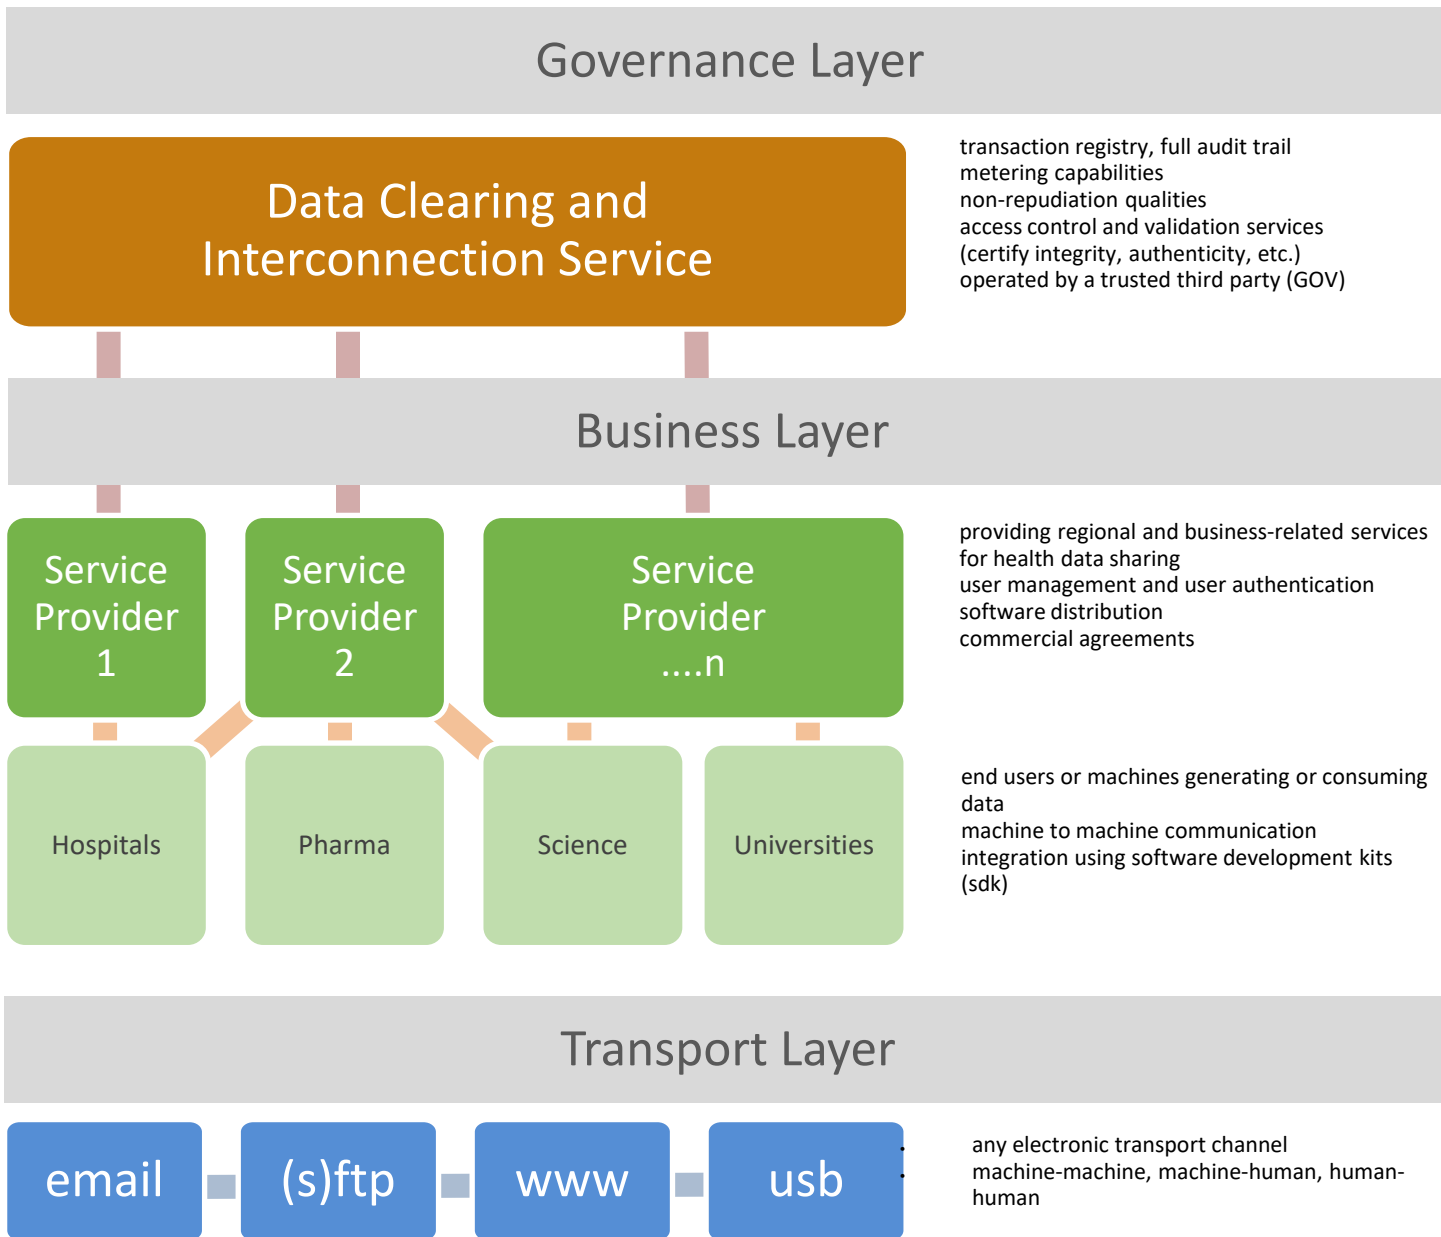 Governance Layer
Data Clearing and
Interconnection Service
transaction registry, full audit trail
metering capabilities
non-repudiation qualities
access control and validation services
(certify integrity, authenticity, etc.)
operated by a trusted third party (GOV)
Business Layer
Service
Provider
1
Service
Provider
2
Service
Provider
....n
providing regional and business-related services
for health data sharing
user management and user authentication
software distribution
commercial agreements
Hospitals
Pharma
Science
Universities
end users or machines generating or consuming
data
machine to machine communication
integration using software development kits
(sdk)
Transport Layer
email
(s)ftp
www
usb
any electronic transport channel
machine-machine, machine-human, human-
human